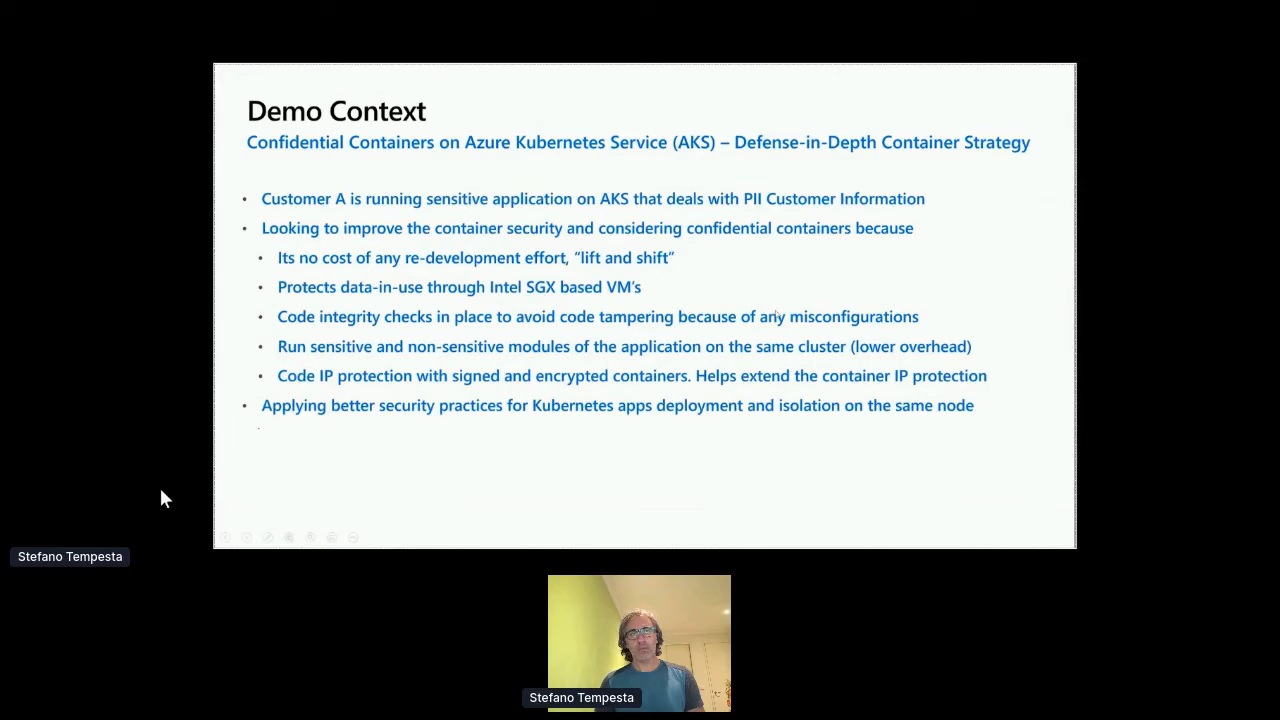 Demo Context
Confidential Containers on Azure Kubernetes Service (AKS) – Defense-in-Depth Container Strategy
• Customer A is running sensitive application on AKS that deals with PII Customer Information
• Looking to improve the container security and considering confidential containers because
• Its no cost of any re-development effort, “lift and shift”
• Protects data-in-use through Intel SGX based VM’s
• Code integrity checks in place to avoid code tampering because of any misconfigurations
• Run sensitive and non-sensitive modules of the application on the same cluster (lower overhead)
• Code IP protection with signed and encrypted containers. Helps extend the container IP protection
• Applying better security practices for Kubernetes apps deployment and isolation on the same node
Stefano Tempesta
Stefano Tempesta